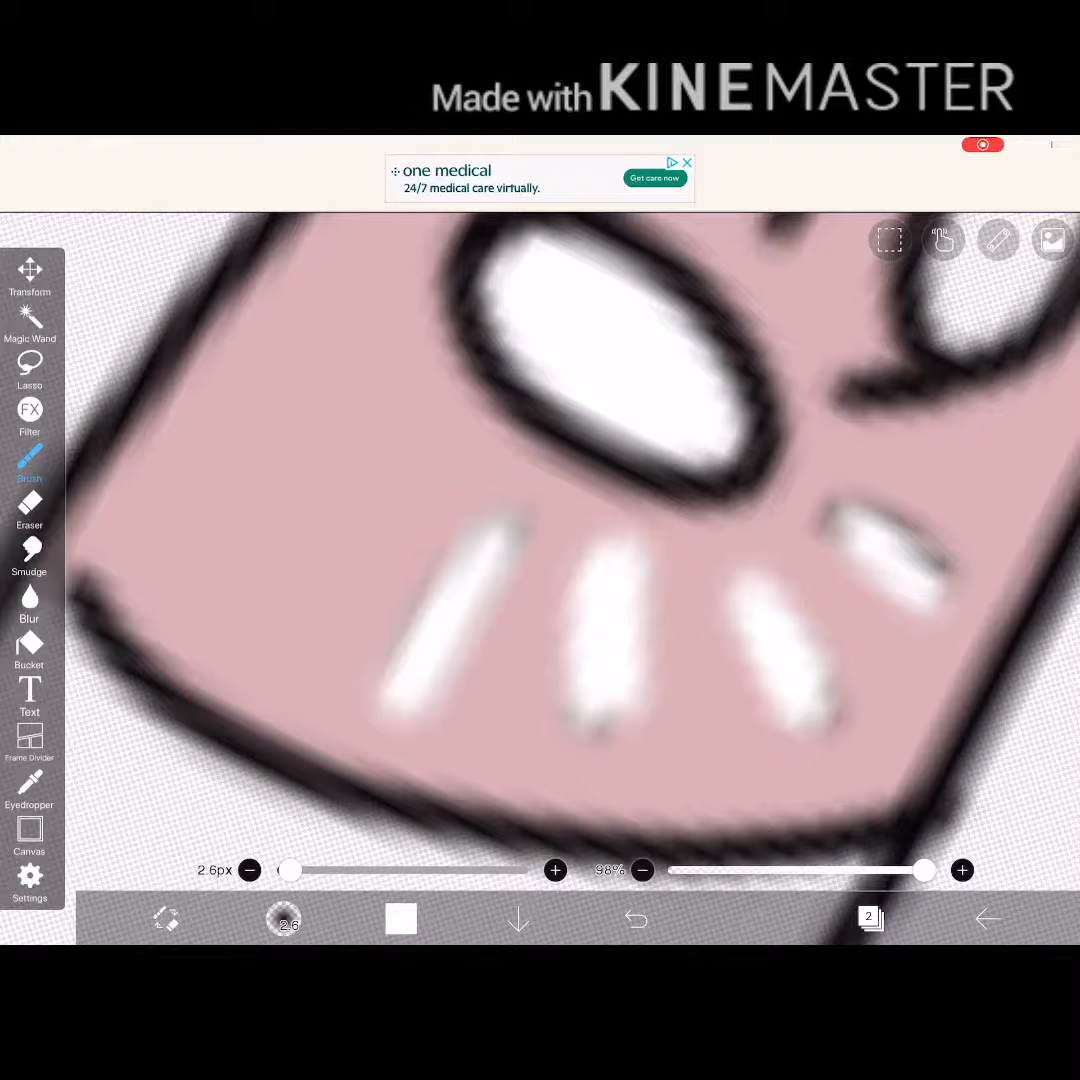 Made with KINEMASTER
one medical
24/7 medical care virtually.
Get care now
Transform
Magic Wand
Lasso
FX
Filter
Brush
Eraser
Smudge
Blur
Bucket
T
Text
Frame Divider
Eyedropper
Canvas
Settings
2.6px
98%
2.6
2